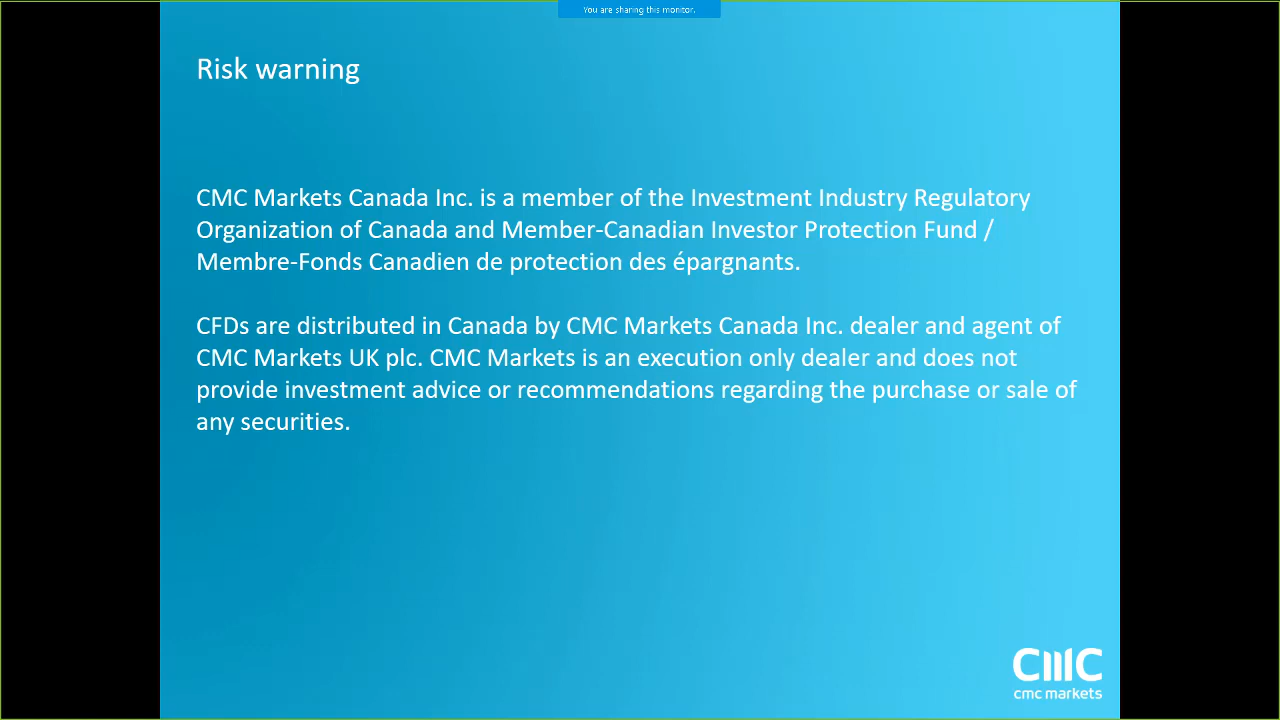 You are sharing this monitor.
Risk warning
CMC Markets Canada Inc. is a member of the Investment Industry Regulatory
Organization of Canada and Member-Canadian Investor Protection Fund /
Membre-Fonds Canadien de protection des épargnants.
CFDs are distributed in Canada by CMC Markets Canada Inc. dealer and agent of
CMC Markets UK plc. CMC Markets is an execution only dealer and does not
provide investment advice or recommendations regarding the purchase or sale of
any securities.
CMC
cmc markets